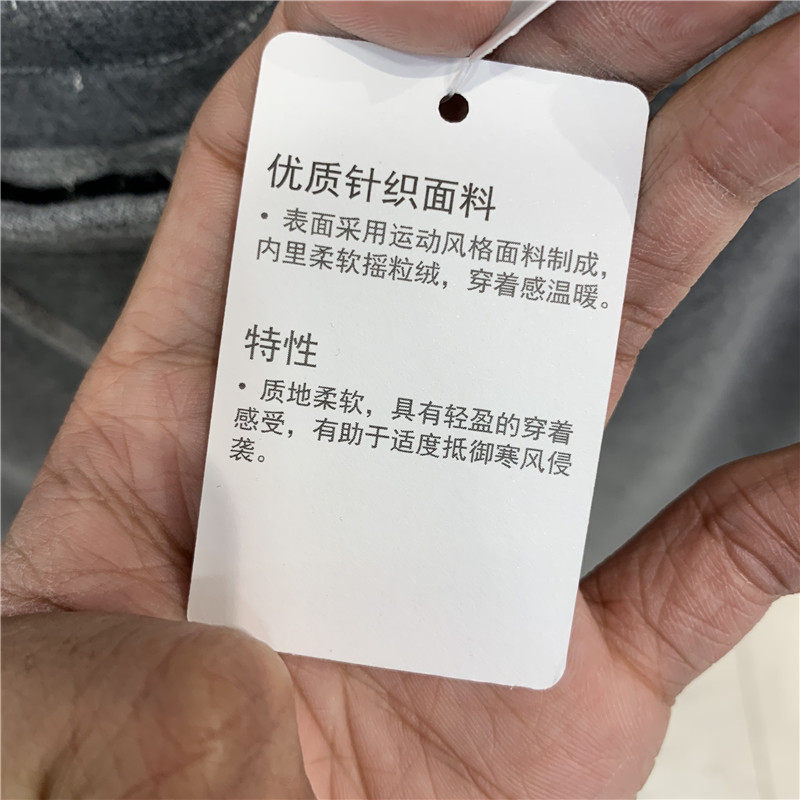 优质针织面料
• 表面采用运动风格面料制成，
内里柔软摇粒绒，穿着感温暖。
特性
• 质地柔软，具有轻盈的穿着
感受，有助于适度抵御寒风侵
袭。